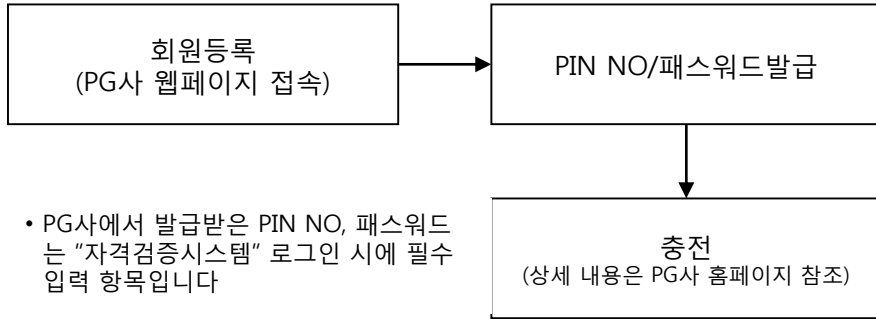 회원등록
(PG사 웹페이지 접속)
PIN NO/패스워드발급
• PG사에서 발급받은 PIN NO, 패스워드
는 "자격검증시스템" 로그인 시에 필수
입력 항목입니다
충전
(상세 내용은 PG사 홈페이지 참조)